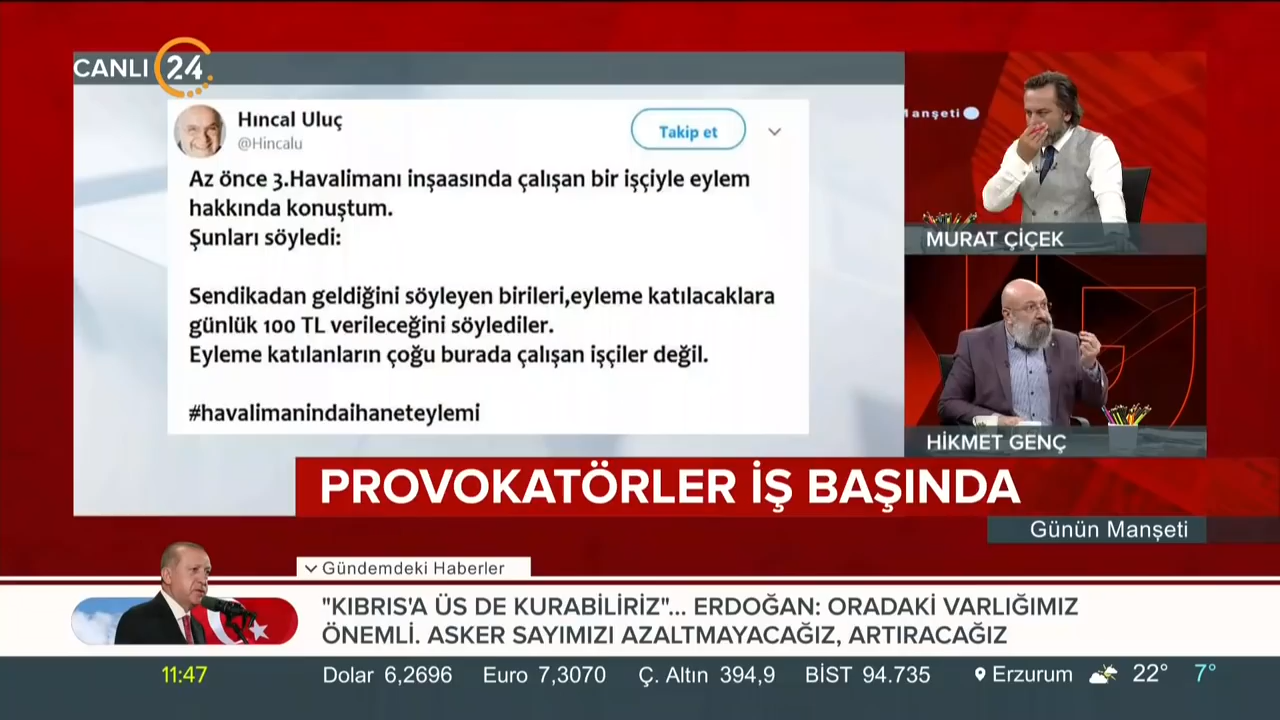 CANLI 24
Hıncal Uluç
@Hincalu
Takip et
Az önce 3.Havalimanı inşaasında çalışan bir işçiyle eylem
hakkında konuştum.
Şunları söyledi:
Sendikadan geldiğini söyleyen birileri,eyleme katılacaklara
günlük 100 TL verileceğini söylediler.
Eyleme katılanların çoğu burada çalışan işçiler değil.
#havalimanindaihaneteylemi
Manşeti
MURAT ÇİÇEK
HİKMET GENÇ
PROVOKATÖRLER İŞ BAŞINDA
Günün Manşeti
Gündemdeki Haberler
"KIBRIS'A ÜS DE KURABİLİRİZ"... ERDOĞAN: ORADAKİ VARLIĞIMIZ
ÖNEMLİ. ASKER SAYIMIZI AZALTMAYACAĞIZ, ARTIRACAĞIZ
11:47 Dolar 6,2696 Euro 7,3070 Ç. Altın 394,9 BİST 94.735 Erzurum 22° 7°